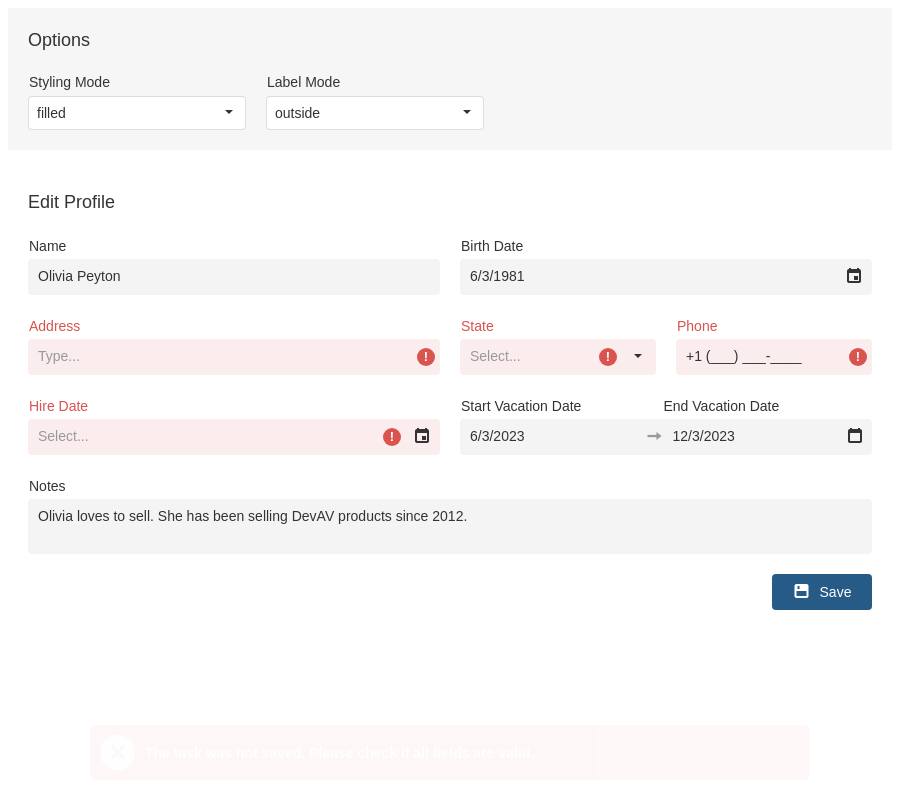 Options
Styling Mode Label Mode
filled outside
Edit Profile
Name Birth Date
Olivia Peyton 6/3/1981
Address State Phone
Type... Select... +1 (___) ___-____
Hire Date Start Vacation Date End Vacation Date
Select... 6/3/2023 12/3/2023
Notes
Olivia loves to sell. She has been selling DevAV products since 2012.
Save
The task was not saved. Please check if all fields are valid.